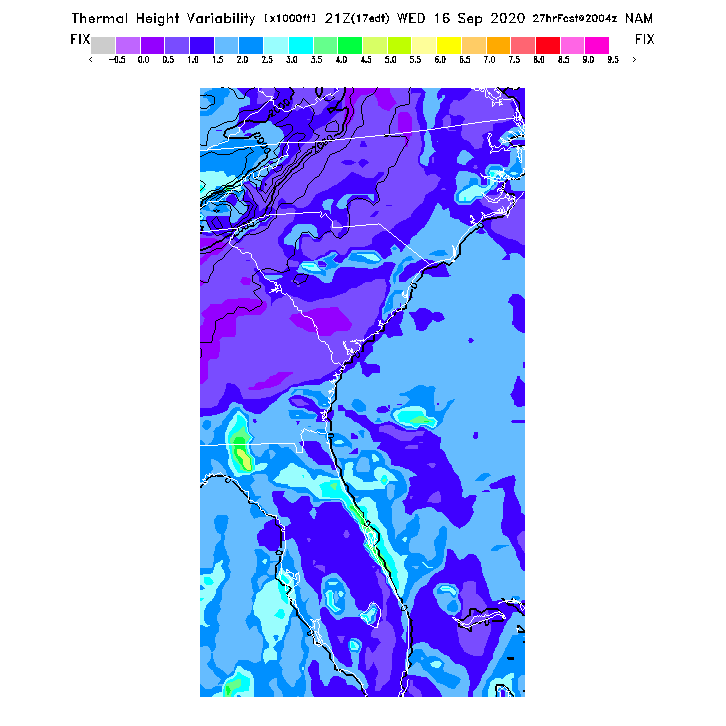 Thermal Height Variability [x1000ft] 21Z(17edt) WED 16 Sep 2020 27hrFcst@2004z NAM
FIX FIX
< -0.5 0.0 0.5 1.0 1.5 2.0 2.5 3.0 3.5 4.0 4.5 5.0 5.5 6.0 6.5 7.0 7.5 8.0 8.5 9.0 9.5 >